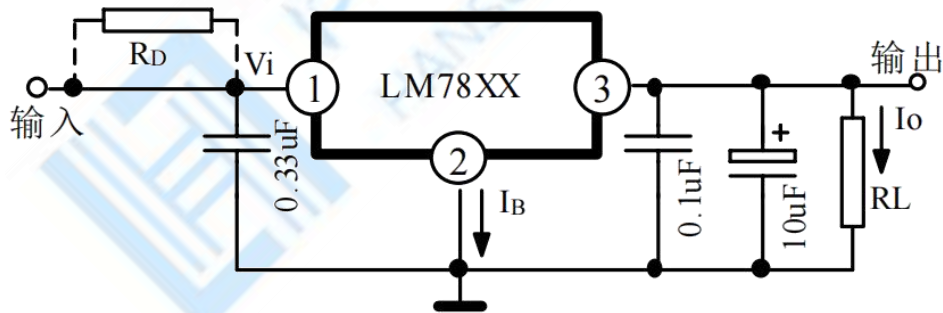 RD
Vi
输入
0.33uF
1
LM78XX
3
2
IB
0.1uF
+
10uF
RL
Io
输出